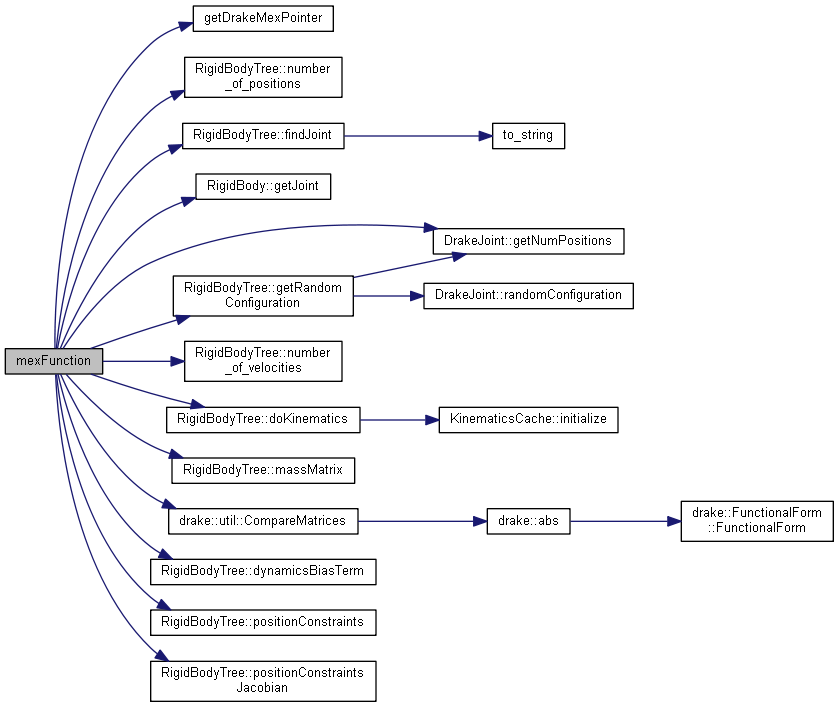 getDrakeMexPointer
RigidBodyTree::number
_of_positions
RigidBodyTree::findJoint
to_string
RigidBody::getJoint
DrakeJoint::getNumPositions
RigidBodyTree::getRandom
Configuration
DrakeJoint::randomConfiguration
mexFunction
RigidBodyTree::number
_of_velocities
RigidBodyTree::doKinematics
KinematicsCache::initialize
RigidBodyTree::massMatrix
drake::util::CompareMatrices
drake::abs
drake::FunctionalForm
::FunctionalForm
RigidBodyTree::dynamicsBiasTerm
RigidBodyTree::positionConstraints
RigidBodyTree::positionConstraints
Jacobian